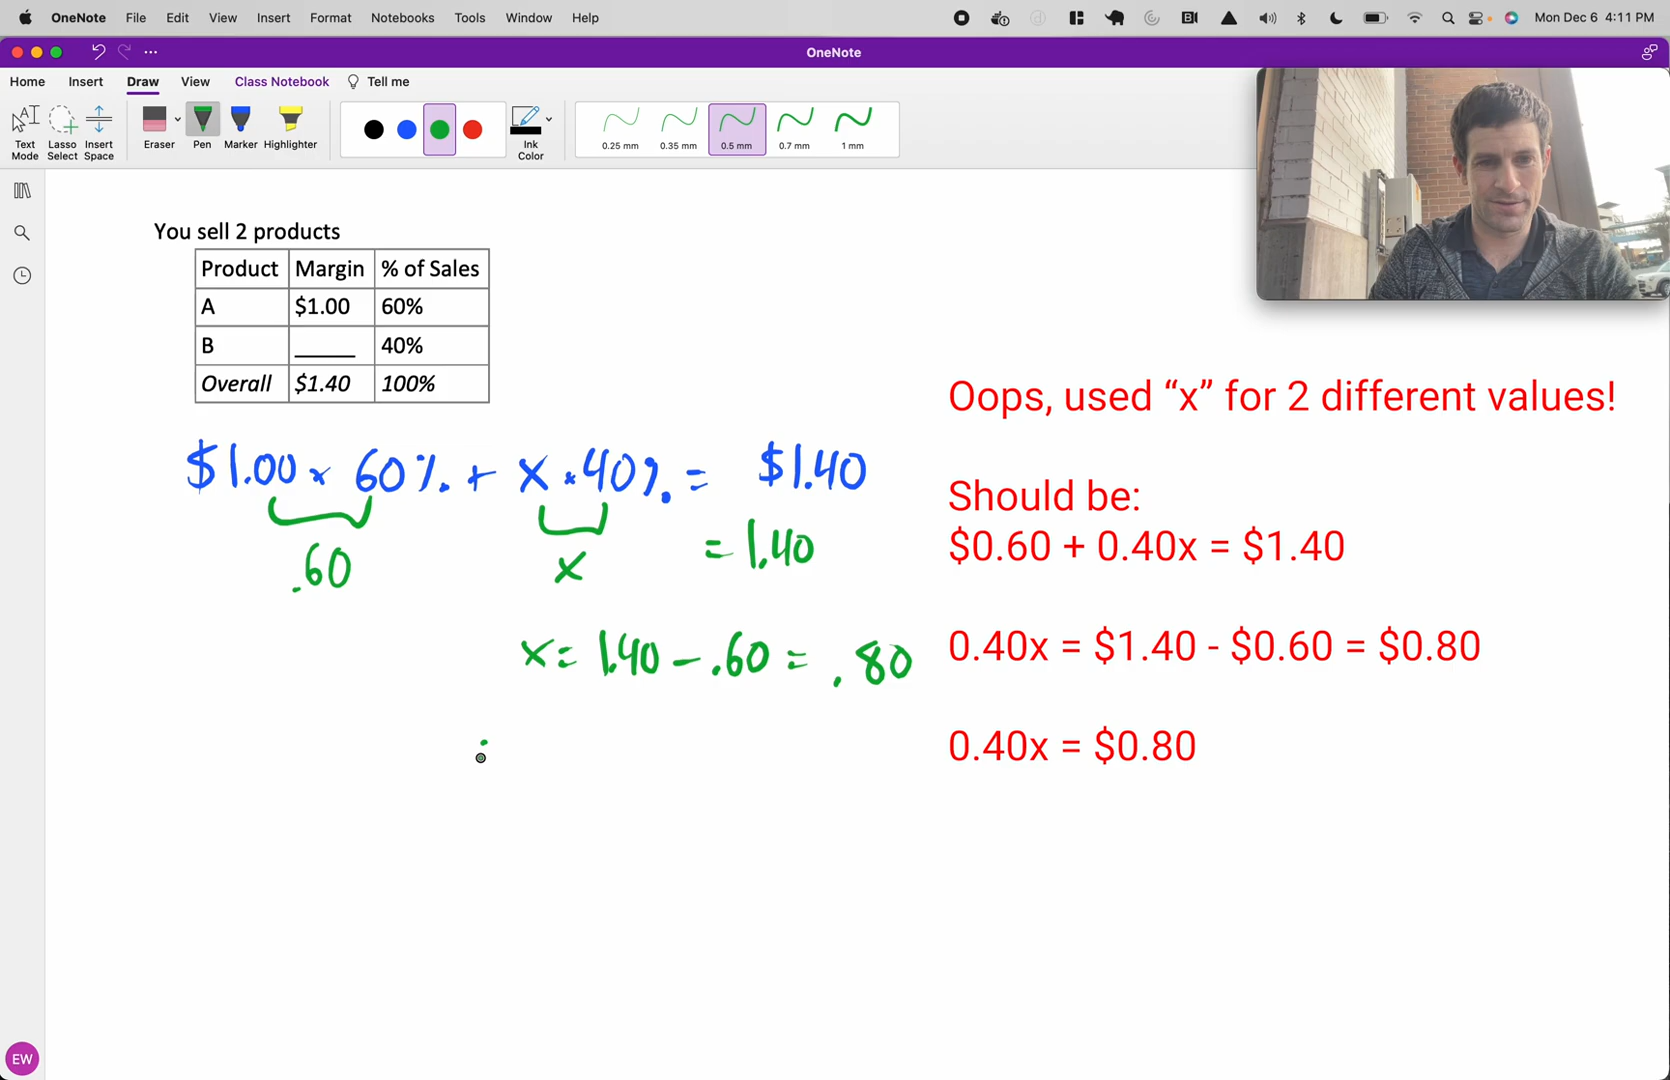 OneNote File Edit View Insert Format Notebooks Tools Window Help Mon Dec 6 4:11 PM
OneNote
Home Insert Draw View Class Notebook Tell me
Text Mode Lasso Select Insert Space Eraser Pen Marker Highlighter Ink Color 0.25 mm 0.35 mm 0.5 mm 0.7 mm 1 mm
You sell 2 products
Product Margin % of Sales
A $1.00 60%
B _____ 40%
Overall $1.40 100%
Oops, used “x” for 2 different values!
$1.00 x 60% + x * 40% = $1.40
Should be:
.60 x = 1.40
$0.60 + 0.40x = $1.40
x = 1.40 - .60 = .80
0.40x = $1.40 - $0.60 = $0.80
0.40x = $0.80
EW